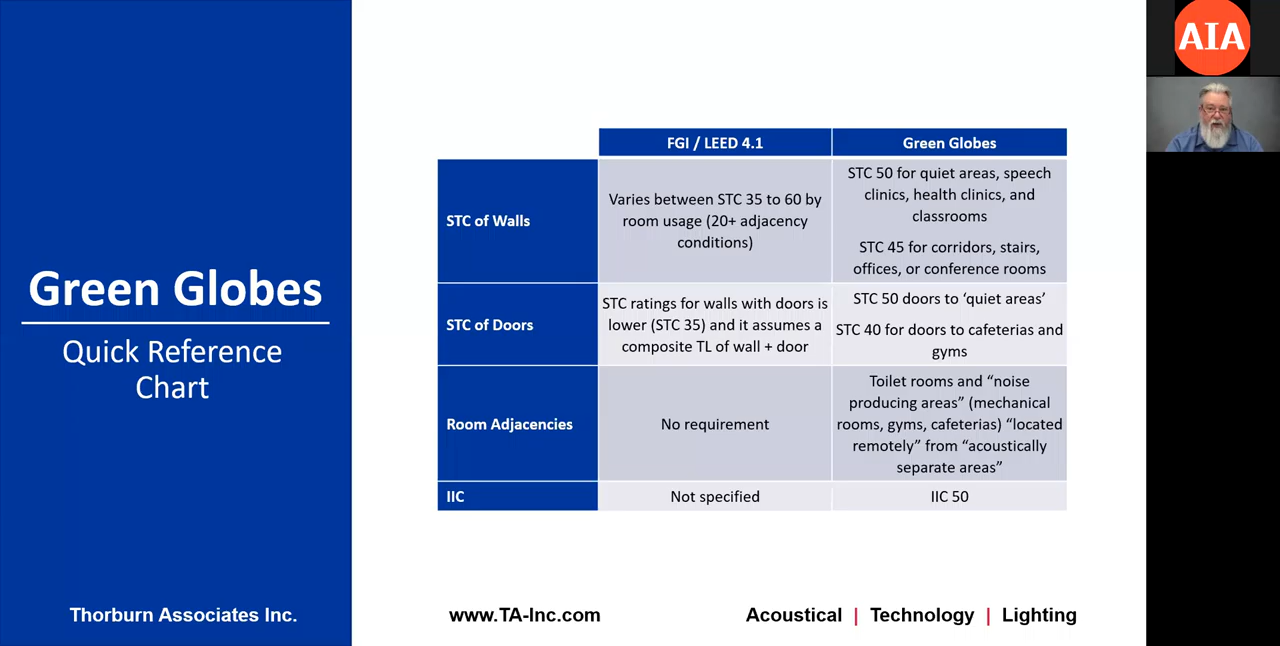 Green Globes
Quick Reference
Chart
Thorburn Associates Inc.
FGI / LEED 4.1
Green Globes
STC of Walls
Varies between STC 35 to 60 by
room usage (20+ adjacency
conditions)
STC 50 for quiet areas, speech
clinics, health clinics, and
classrooms
STC 45 for corridors, stairs,
offices, or conference rooms
STC of Doors
STC ratings for walls with doors is
lower (STC 35) and it assumes a
composite TL of wall + door
STC 50 doors to ‘quiet areas’
STC 40 for doors to cafeterias and
gyms
Room Adjacencies
No requirement
Toilet rooms and “noise
producing areas” (mechanical
rooms, gyms, cafeterias) “located
remotely” from “acoustically
separate areas”
IIC
Not specified
IIC 50
www.TA-Inc.com
Acoustical | Technology | Lighting
AIA